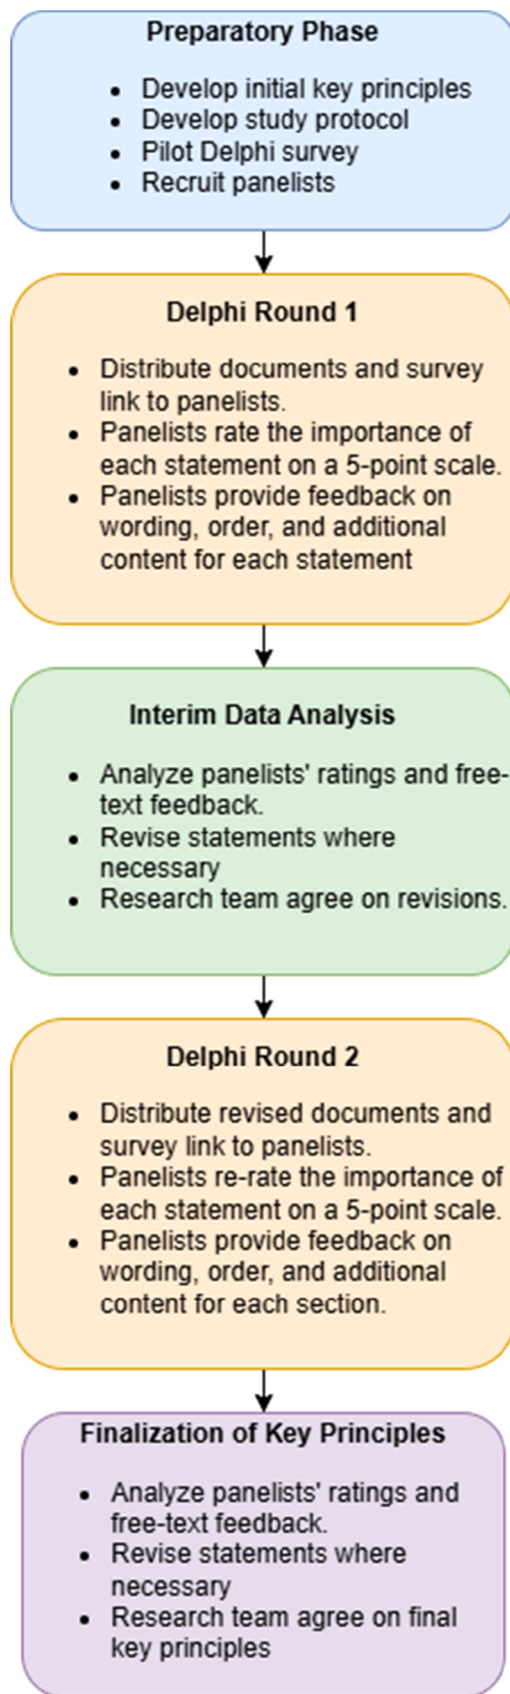 Preparatory Phase
• Develop initial key principles
• Develop study protocol
• Pilot Delphi survey
• Recruit panelists
Delphi Round 1
• Distribute documents and survey
link to panelists.
• Panelists rate the importance of
each statement on a 5-point scale.
• Panelists provide feedback on
wording, order, and additional
content for each statement
Interim Data Analysis
• Analyze panelists' ratings and free-
text feedback.
• Revise statements where
necessary
• Research team agree on revisions.
Delphi Round 2
• Distribute revised documents and
survey link to panelists.
• Panelists re-rate the importance of
each statement on a 5-point scale.
• Panelists provide feedback on
wording, order, and additional
content for each section.
Finalization of Key Principles
• Analyze panelists' ratings and
free-text feedback.
• Revise statements where
necessary
• Research team agree on final
key principles